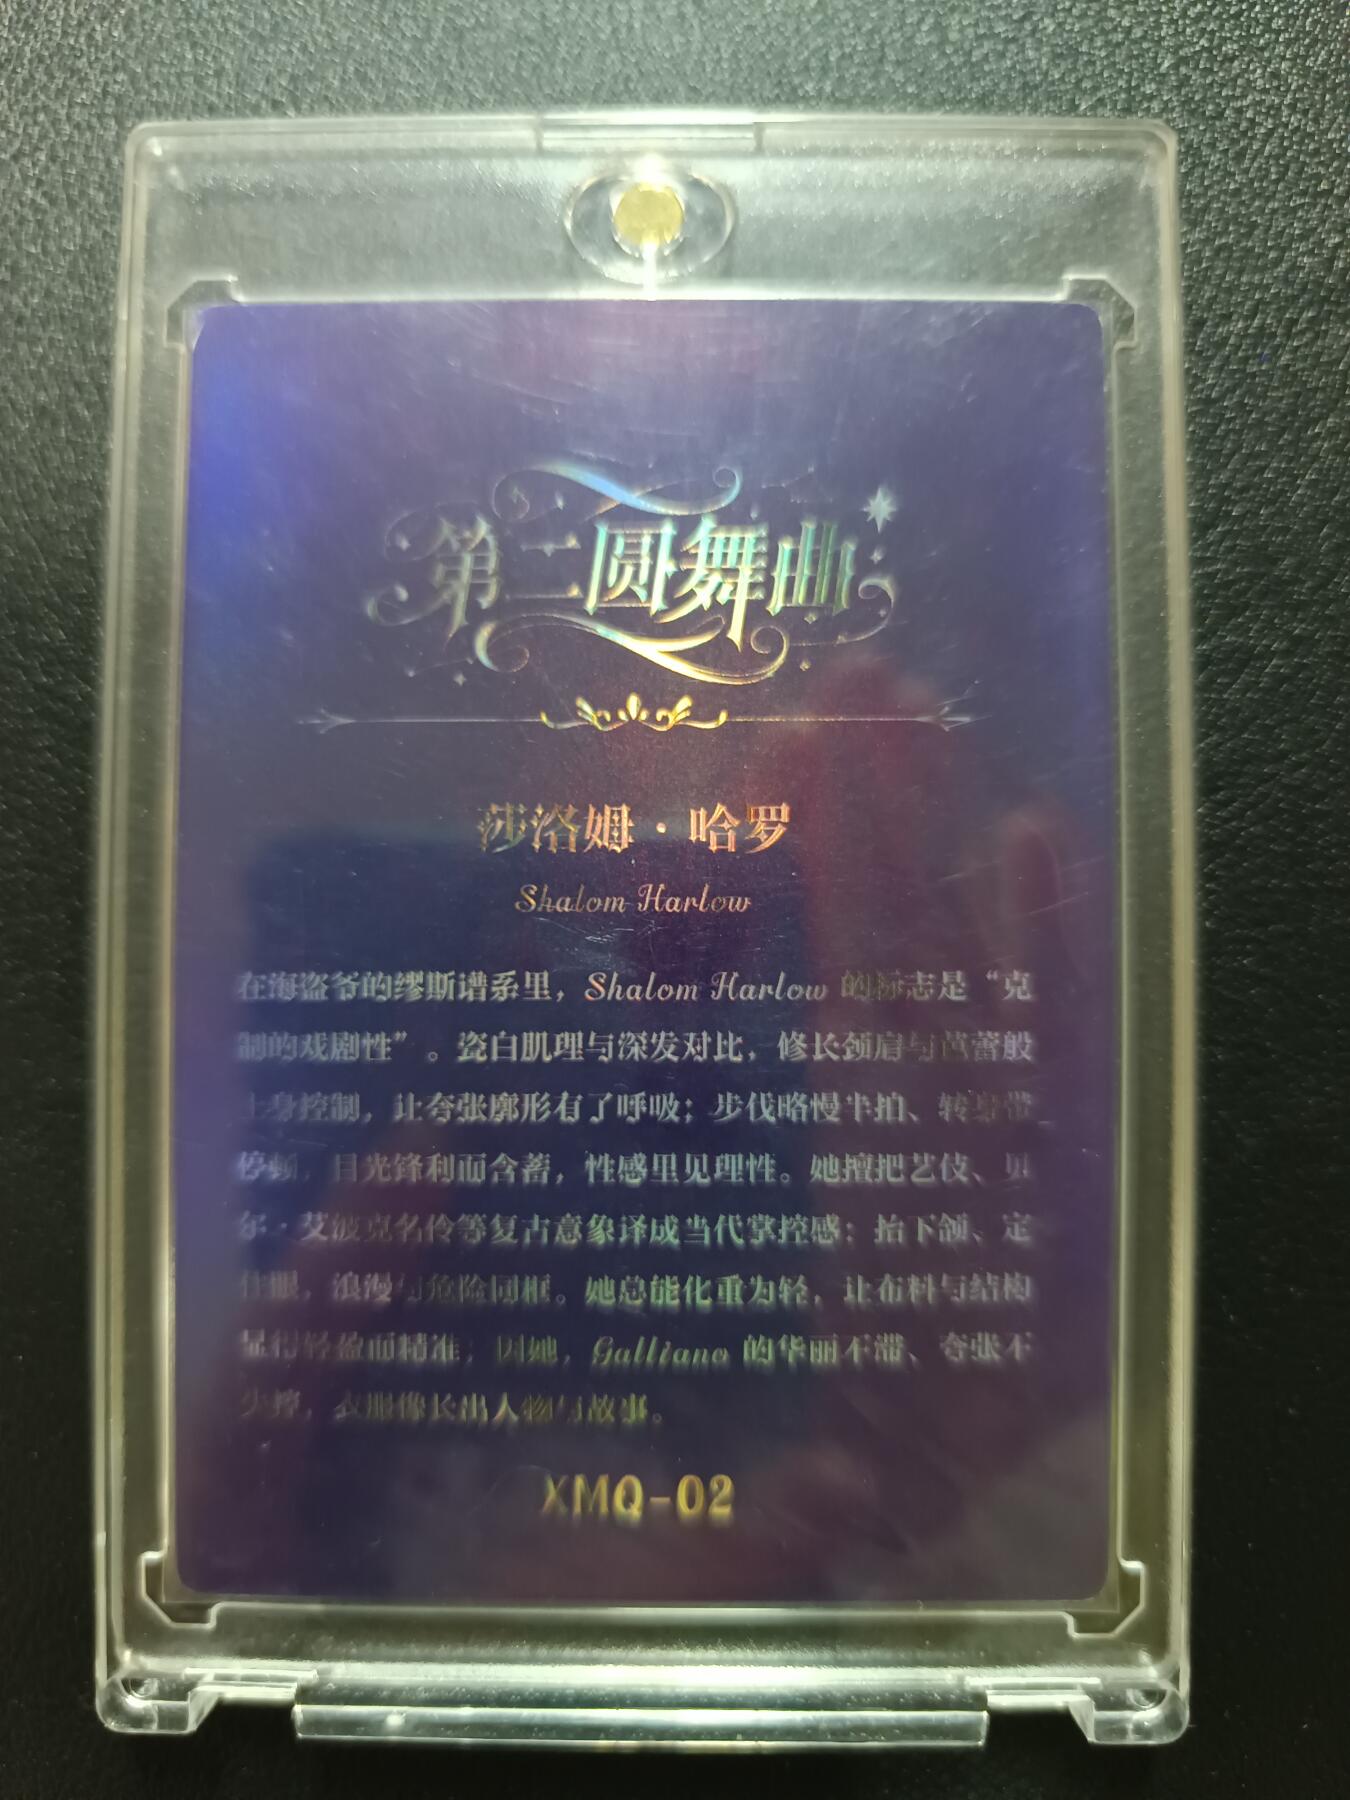 第二圆舞曲
莎洛姆·哈罗
Shalom Harlow
在海盗爷的缪斯谱系里，Shalom Harlow 的标志是“克
制的戏剧性”。瓷白肌理与深发对比，修长颈肩与芭蕾般
上身控制，让夸张廓形有了呼吸；步伐略慢半拍、转身带
停顿，目光锋利而含蓄，性感里见理性。她擅把艺伎、贝
尔·艾波克名伶等复古意象译成当代掌控感：抬下颌、定
住眼，浪漫与危险同框。她总能化重为轻，让布料与结构
显得轻盈而精准；因她，Galliano 的华丽不滞、夸张不
失控，衣服像长出人物与故事。
XMQ-02